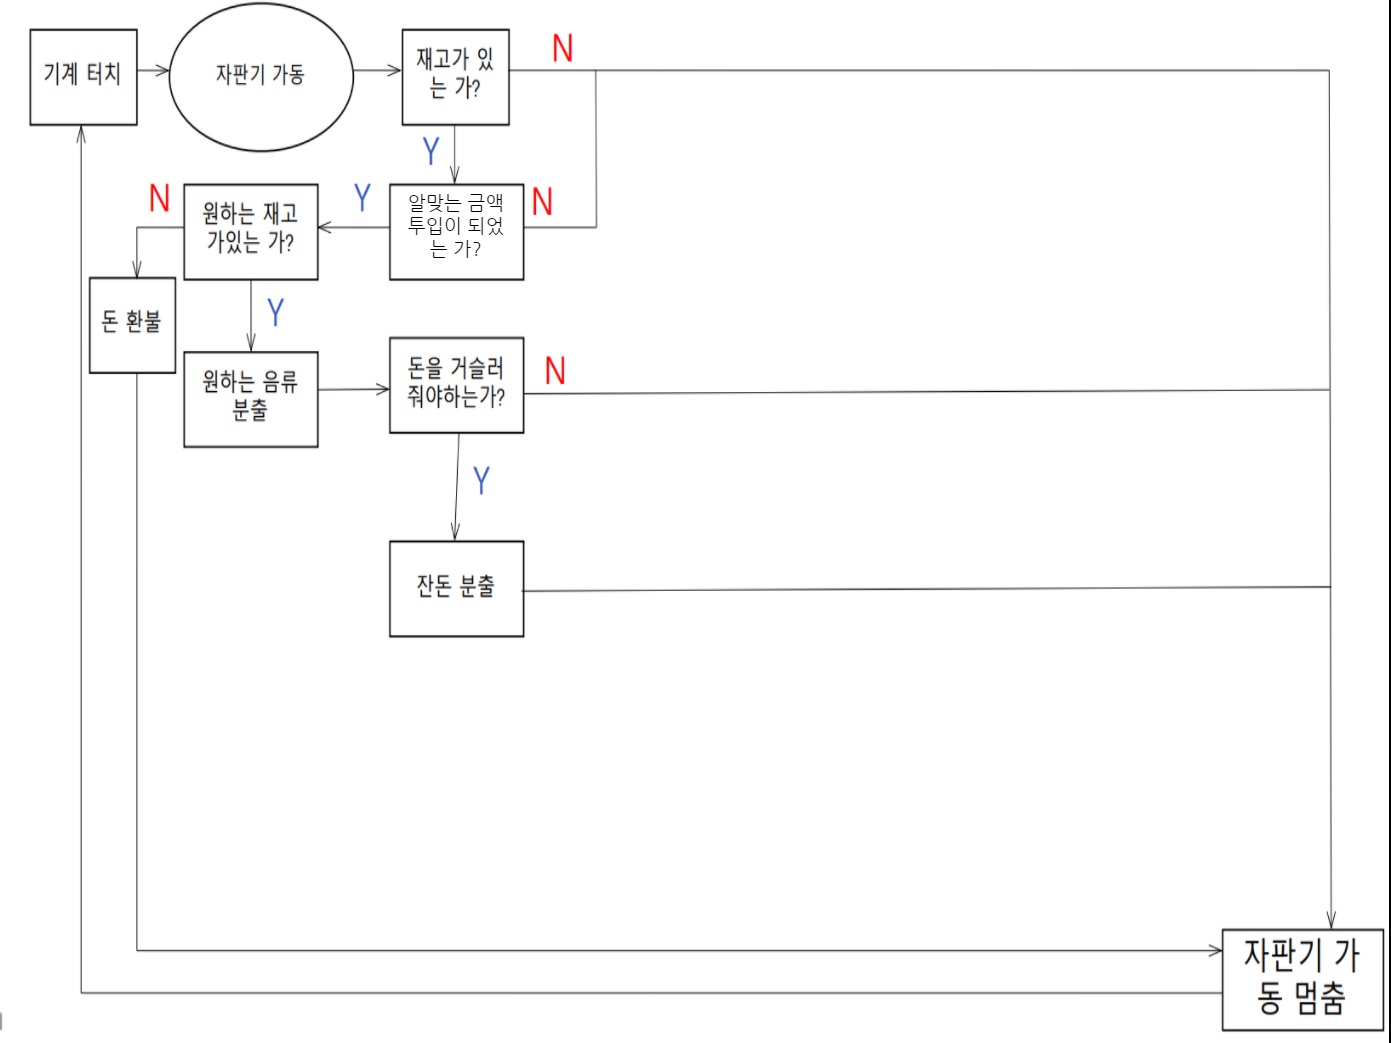 기계 터치
자판기 가동
재고가 있
는 가?
N
Y
N
원하는 재고
가있는 가?
Y
알맞는 금액
투입이 되었
는 가?
N
돈 환불
Y
원하는 음류
분출
돈을 거슬러
줘야하는가?
N
Y
잔돈 분출
자판기 가
동 멈춤